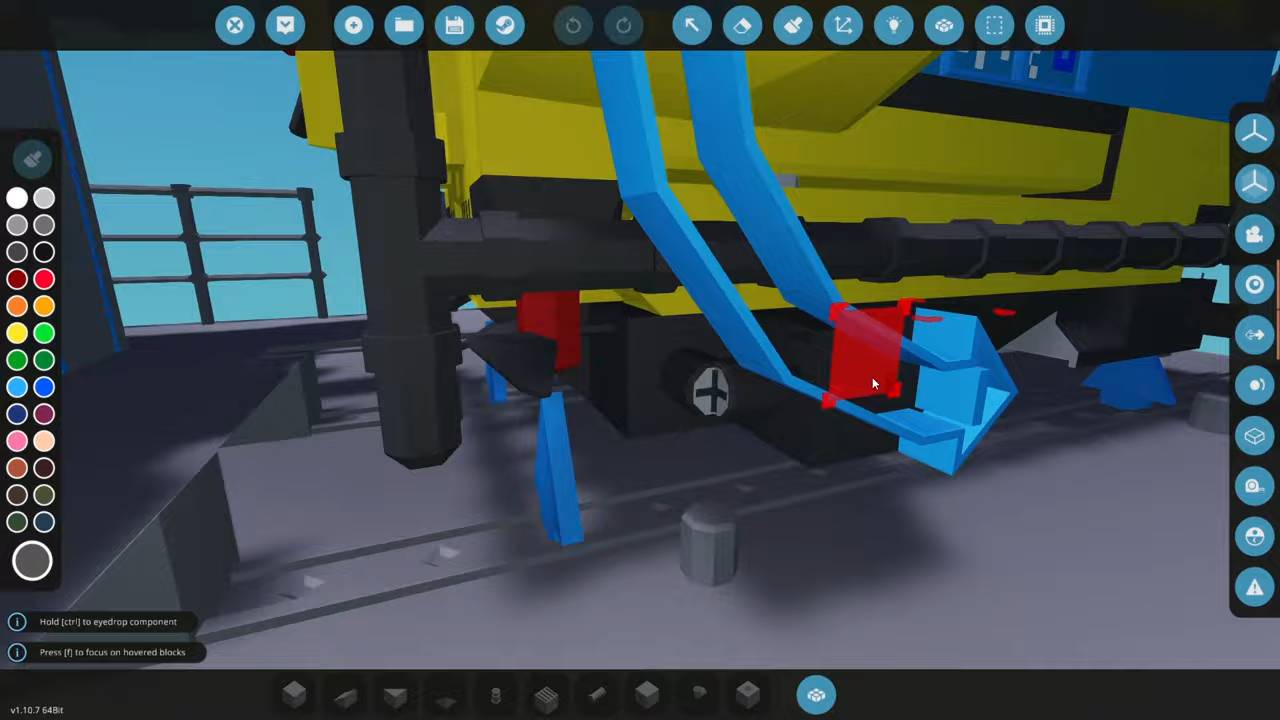 Hold [ctrl] to eyedrop component
Press [f] to focus on hovered blocks
v1.10.7 64Bit